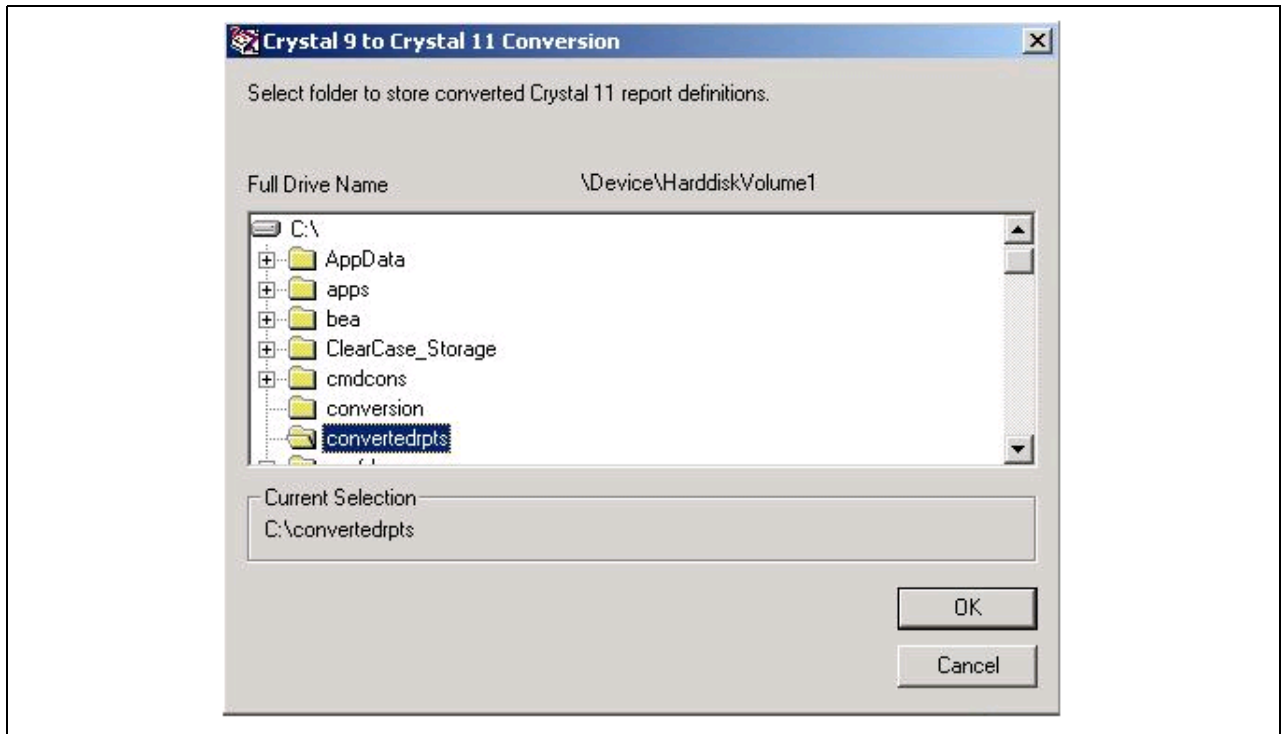 Crystal 9 to Crystal 11 Conversion
Select folder to store converted Crystal 11 report definitions.
Full Drive Name \Device\HarddiskVolume1
C:\
AppData
apps
bea
ClearCase_Storage
cmdcons
conversion
convertedrpts
Current Selection
C:\convertedrpts
OK
Cancel